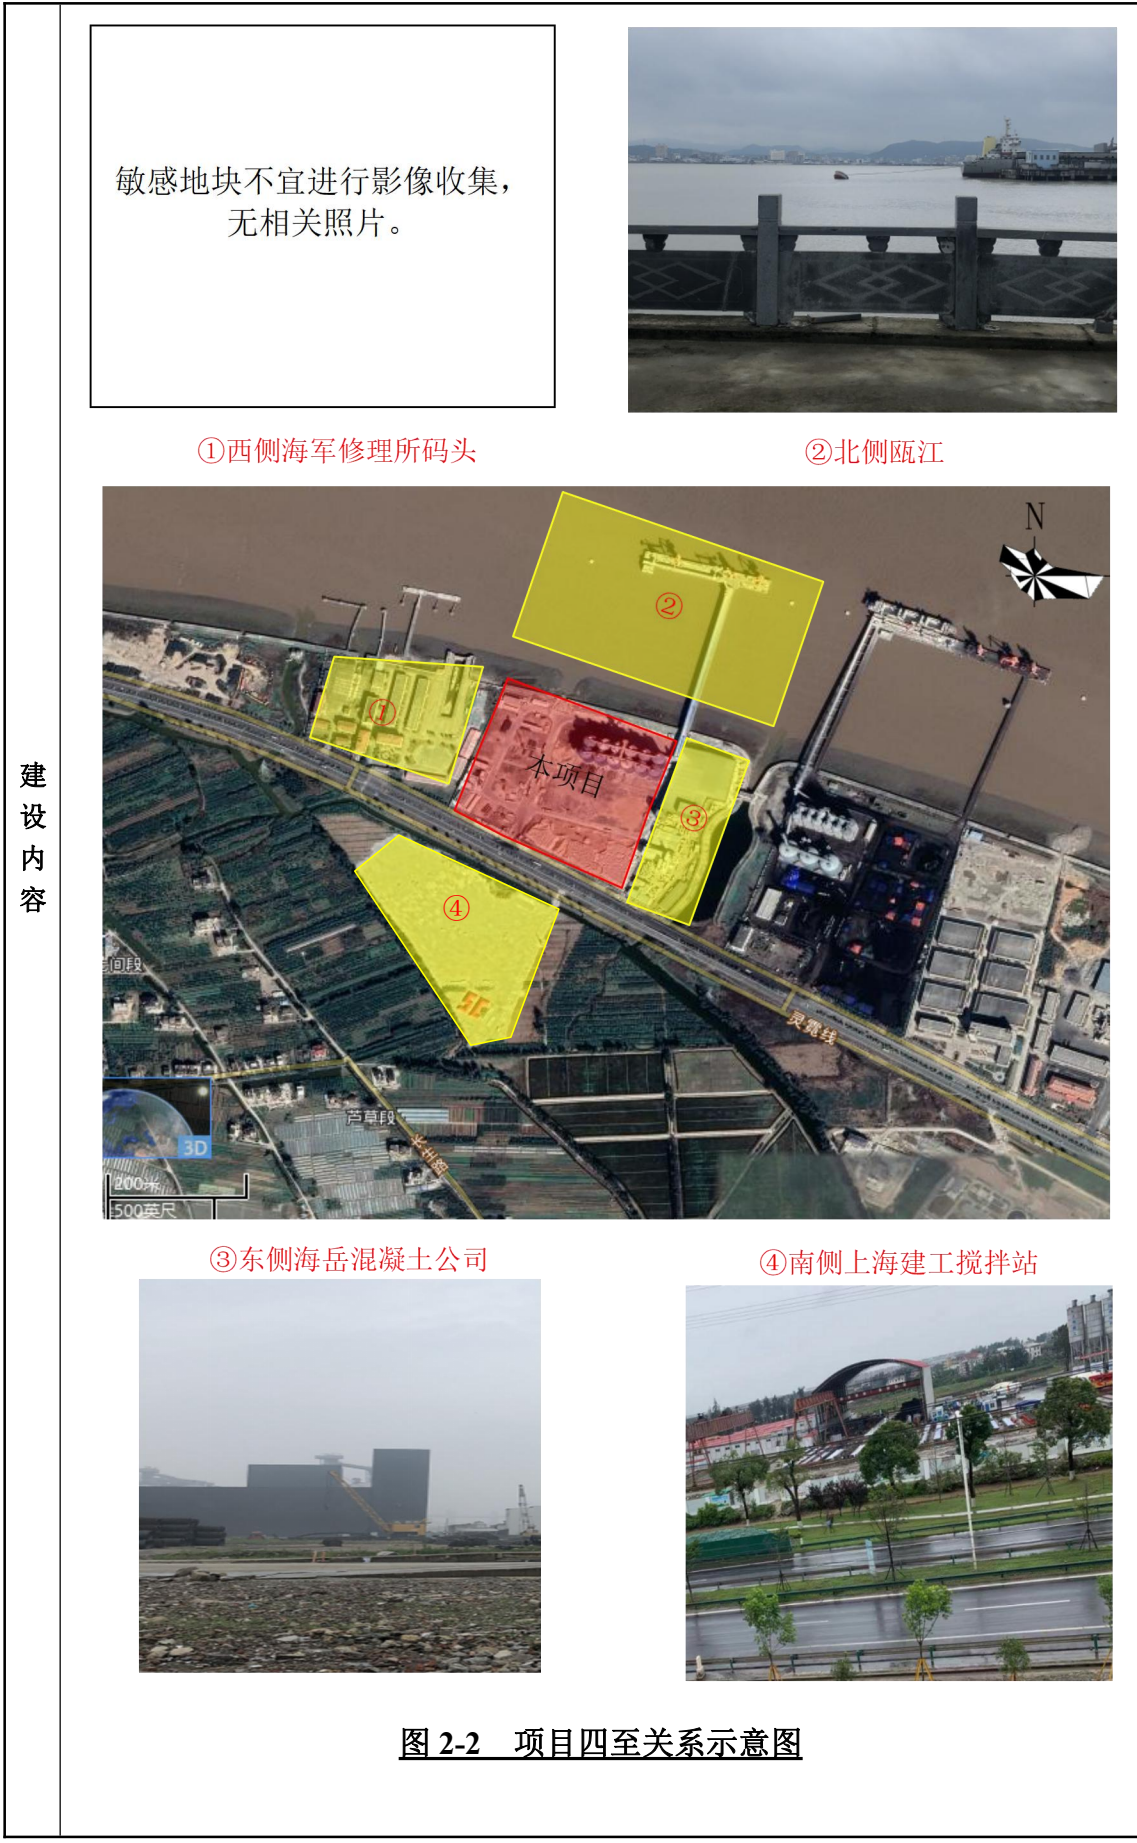 建设内容
敏感地块不宜进行影像收集，
无相关照片。
①西侧海军修理所码头
②北侧瓯江
N
②
①
本项目
③
④
灵霓线
芦草段
3D
200米
500英尺
③东侧海岳混凝土公司
④南侧上海建工搅拌站
图 2-2 项目四至关系示意图